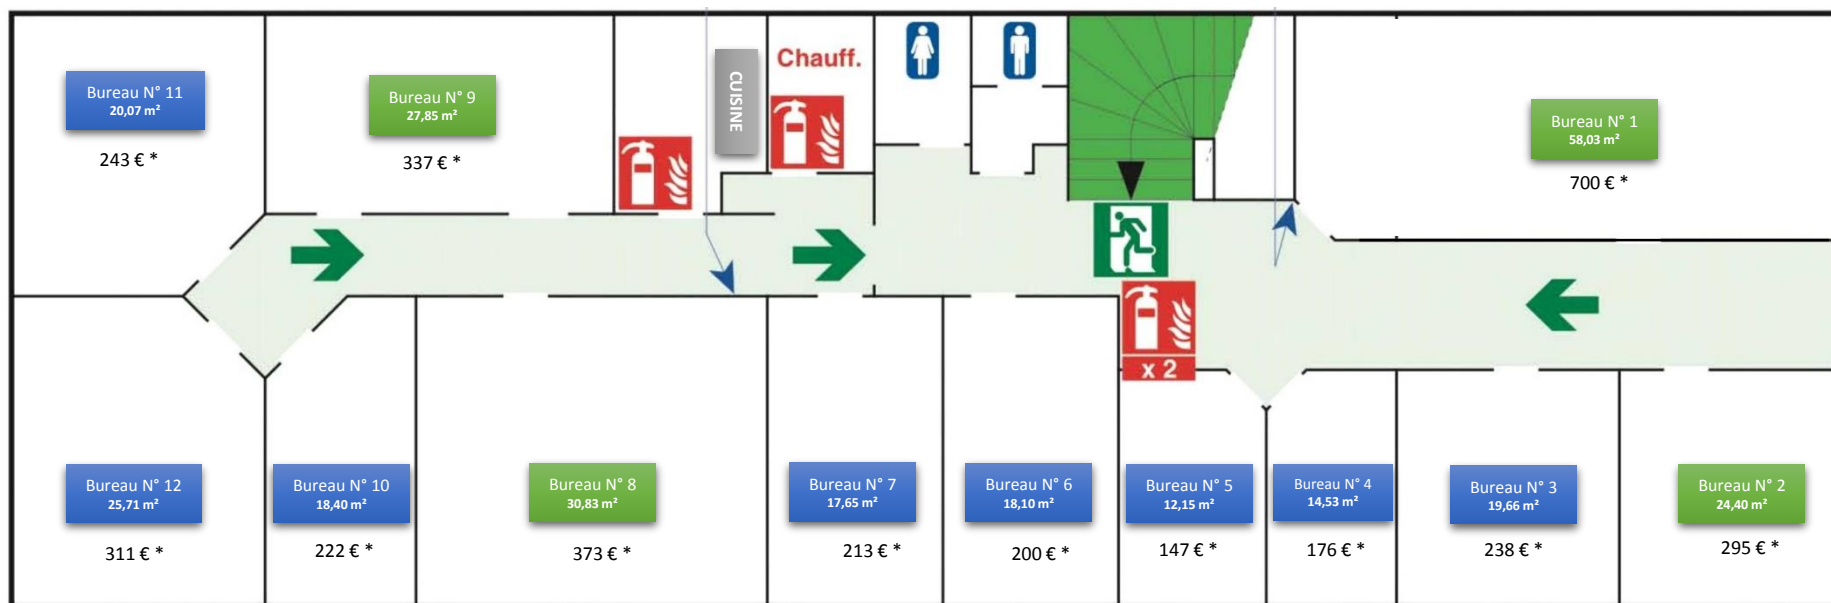 Bureau N° 11
20,07 m²
243 € *
Bureau N° 9
27,85 m²
337 € *
CUISINE
Chauff.
Bureau N° 1
58,03 m²
700 € *
x 2
Bureau N° 12
25,71 m²
311 € *
Bureau N° 10
18,40 m²
222 € *
Bureau N° 8
30,83 m²
373 € *
Bureau N° 7
17,65 m²
213 € *
Bureau N° 6
18,10 m²
200 € *
Bureau N° 5
12,15 m²
147 € *
Bureau N° 4
14,53 m²
176 € *
Bureau N° 3
19,66 m²
238 € *
Bureau N° 2
24,40 m²
295 € *